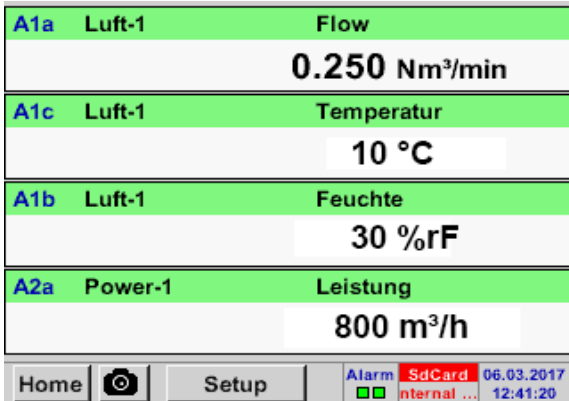 A1a Luft-1 Flow
0.250 Nm³/min
A1c Luft-1 Temperatur
10 °C
A1b Luft-1 Feuchte
30 %rF
A2a Power-1 Leistung
800 m³/h
Home Setup Alarm SdCard 06.03.2017
nternal ... 12:41:20